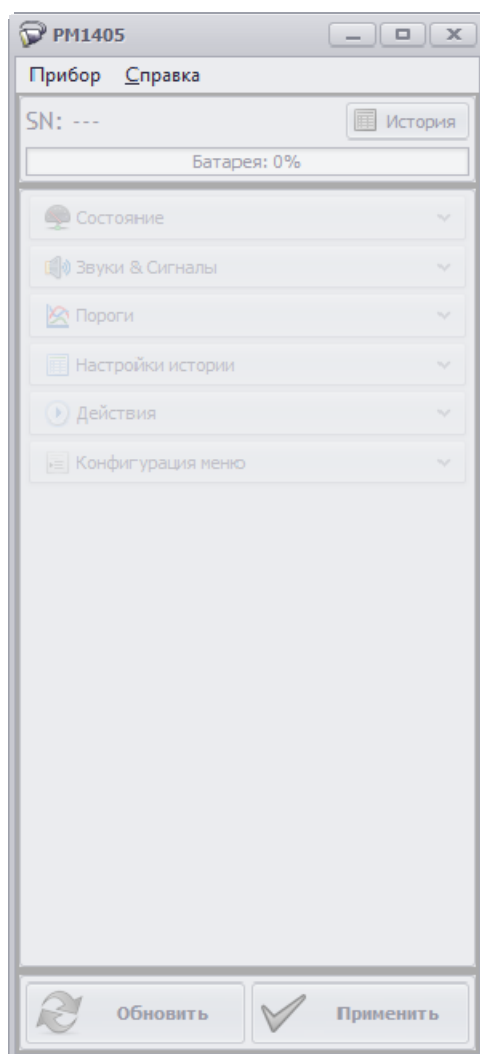 PM1405
Прибор Справка
SN: ---
История
Батарея: 0%
Состояние
Звуки & Сигналы
Пороги
Настройки истории
Действия
Конфигурация меню
Обновить
Применить